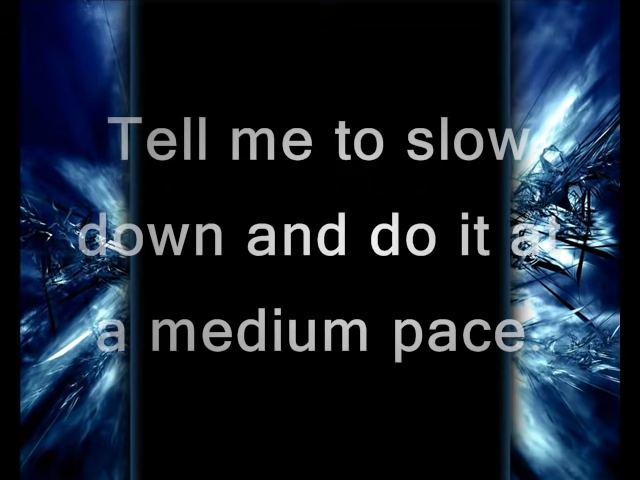 Tell me to slow
down and do it at
a medium pace